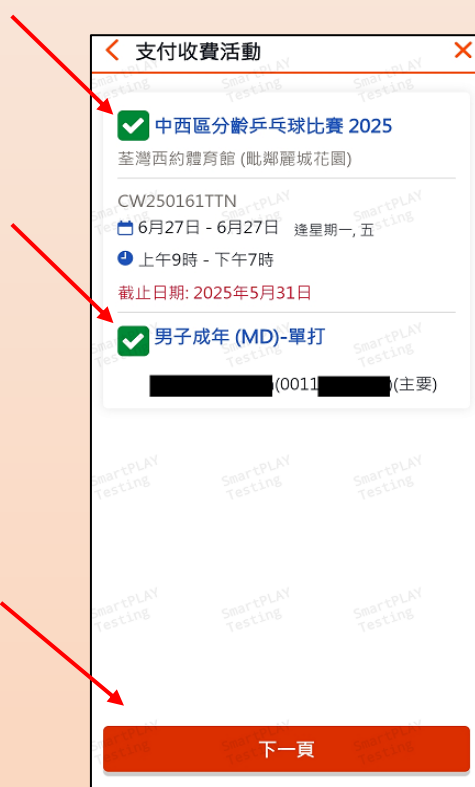 支付收費活動
中西區分齡乒乓球比賽 2025
荃灣西約體育館 (毗鄰麗城花園)
CW250161TTN
6月27日 - 6月27日 逢星期一, 五
上午9時 - 下午7時
截止日期: 2025年5月31日
男子成年 (MD)-單打
(0011 )(主要)
SmartPLAY Testing
下一頁